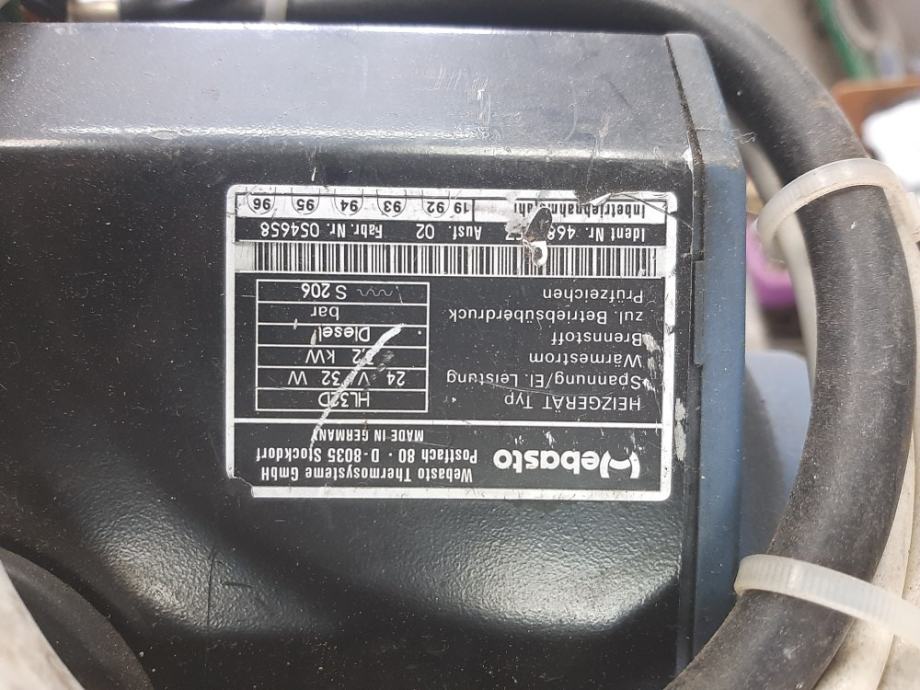 Webasto
Webasto Thermosysteme GmbH
Postfach 80 · D-8035 Stockdorf
MADE IN GERMANY
HEIZGERÄT Typ HL32D
Spannung/El. Leistung 24 V/32 W
Wärmestrom kW
Brennstoff Diesel
zul. Betriebsüberdruck bar
Prüfzeichen S 206
Ident Nr. Ausf. 02 Fabr. Nr. 054658
Inbetriebnahmejahr 19 92 93 94 95 96